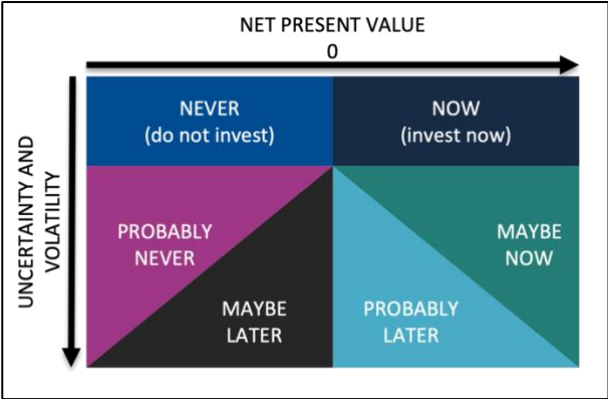 NET PRESENT VALUE
0
UNCERTAINTY AND
VOLATILITY
NEVER
(do not invest)
NOW
(invest now)
PROBABLY
NEVER
MAYBE
LATER
PROBABLY
LATER
MAYBE
NOW